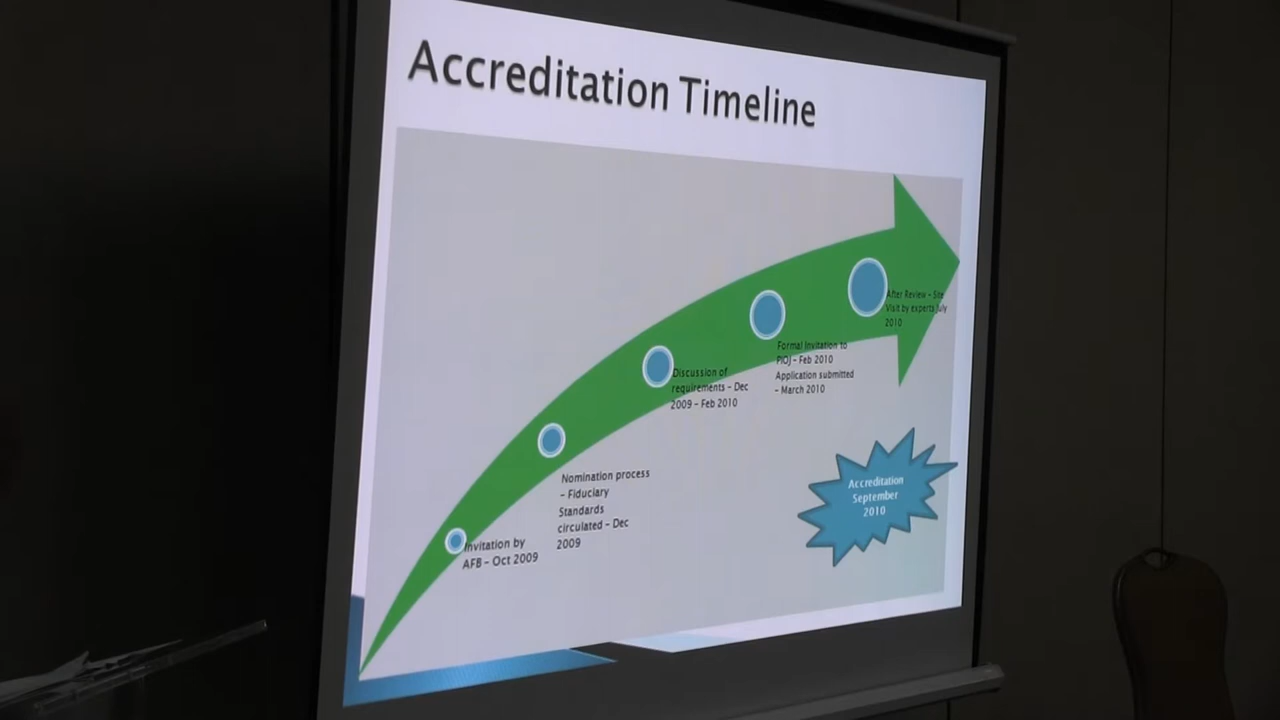 Accreditation Timeline
Invitation by
AFB – Oct 2009
Nomination process
– Fiduciary
Standards
circulated – Dec
2009
Discussion of
requirements – Dec
2009 – Feb 2010
Formal Invitation to
PIOJ – Feb 2010
Application submitted
– March 2010
After Review – Site
Visit by experts July
2010
Accreditation
September
2010